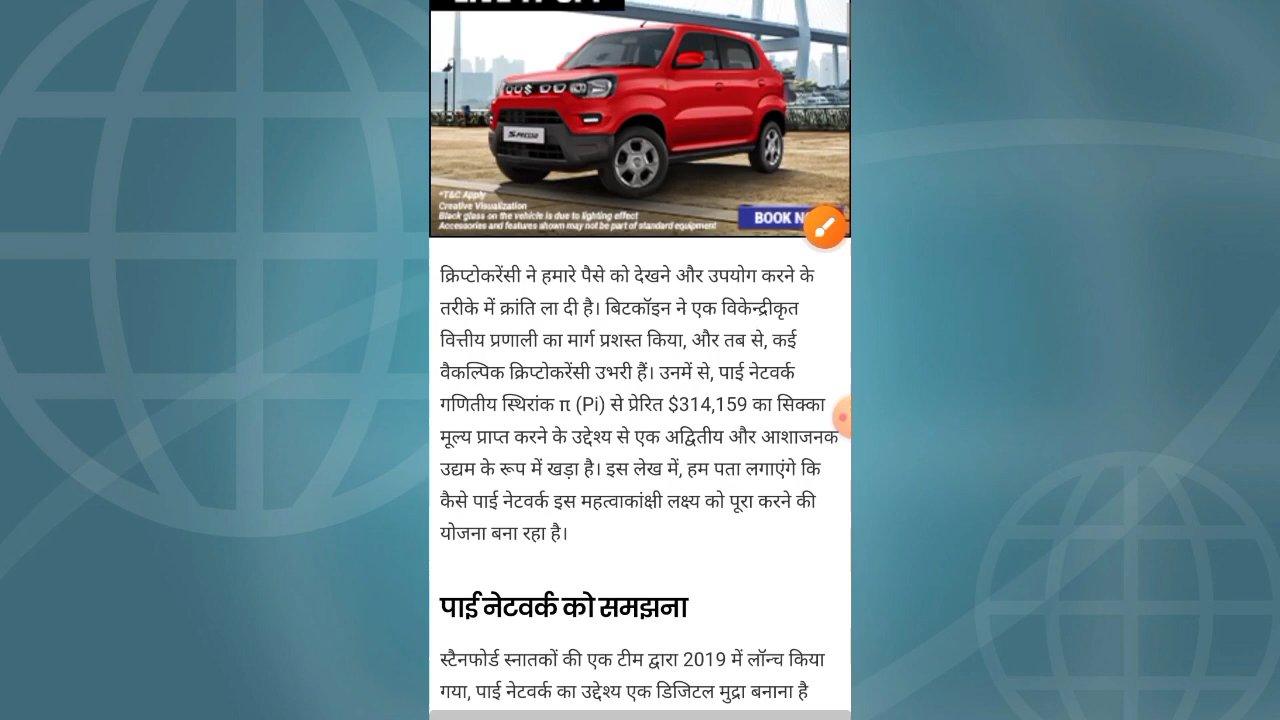 S-PRESSO
*T&C Apply
Creative Visualization
Black glass on the vehicle is due to lighting effect
Accessories and features shown may not be part of standard equipment
BOOK
क्रिप्टोकरेंसी ने हमारे पैसे को देखने और उपयोग करने के
तरीके में क्रांति ला दी है। बिटकॉइन ने एक विकेन्द्रीकृत
वित्तीय प्रणाली का मार्ग प्रशस्त किया, और तब से, कई
वैकल्पिक क्रिप्टोकरेंसी उभरी हैं। उनमें से, पाई नेटवर्क
गणितीय स्थिरांक π (Pi) से प्रेरित $314,159 का सिक्का
मूल्य प्राप्त करने के उद्देश्य से एक अद्वितीय और आशाजनक
उद्यम के रूप में खड़ा है। इस लेख में, हम पता लगाएंगे कि
कैसे पाई नेटवर्क इस महत्वाकांक्षी लक्ष्य को पूरा करने की
योजना बना रहा है।
पाई नेटवर्क को समझना
स्टैनफोर्ड स्नातकों की एक टीम द्वारा 2019 में लॉन्च किया
गया, पाई नेटवर्क का उद्देश्य एक डिजिटल मुद्रा बनाना है